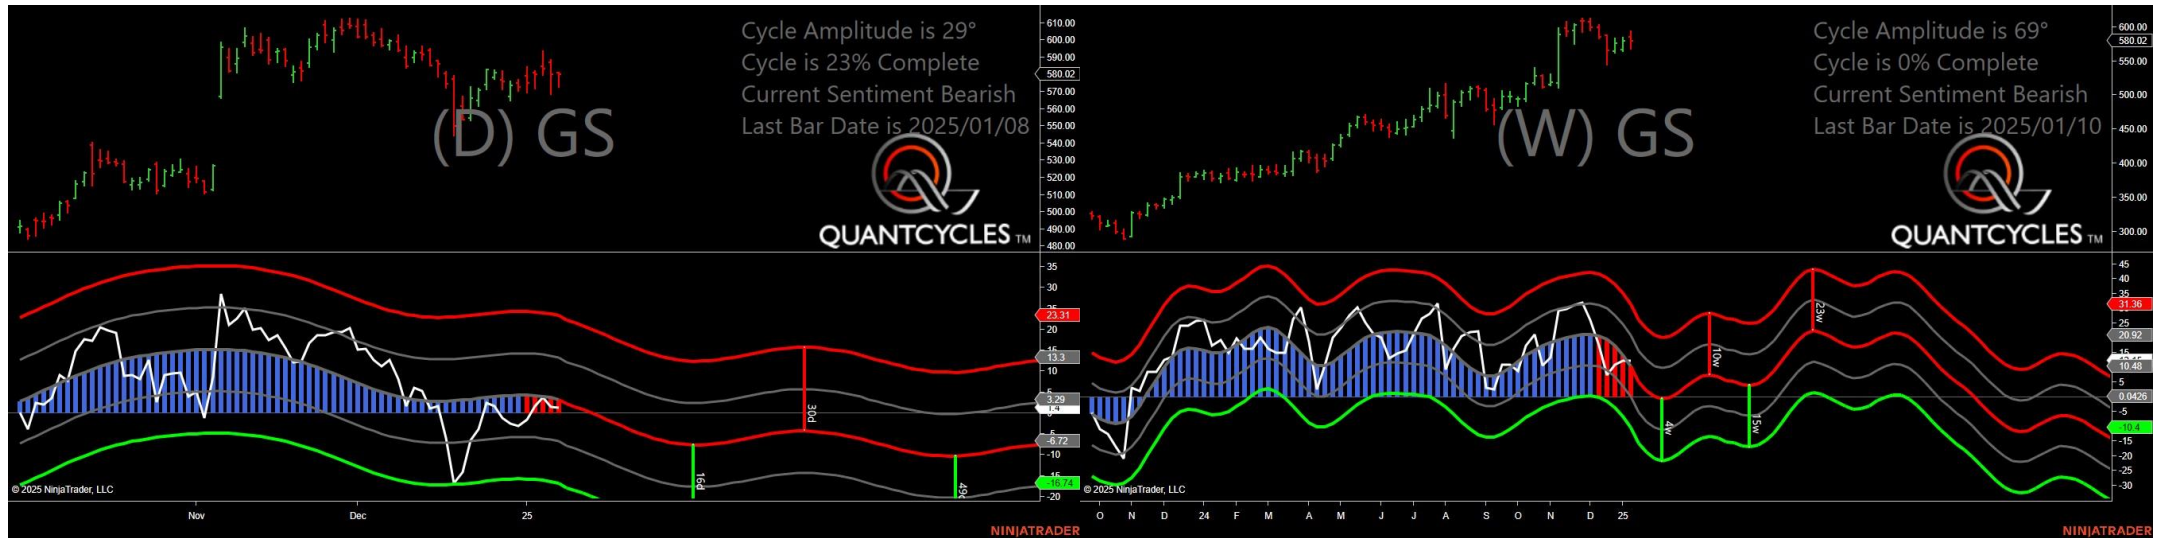 Cycle Amplitude is 29°
Cycle is 23% Complete
Current Sentiment Bearish
Last Bar Date is 2025/01/08
(D) GS
QUANTCYCLES TM
610.00
600.00
590.00
580.02
570.00
560.00
550.00
540.00
530.00
520.00
510.00
500.00
490.00
480.00
35
30
25
23.31
20
15
13.3
10
3.29
1.4
-6.72
-10
-15
-16.74
-20
30d
16d
© 2025 NinjaTrader, LLC
Nov
Dec
25
NINJATRADER
Cycle Amplitude is 69°
Cycle is 0% Complete
Current Sentiment Bearish
Last Bar Date is 2025/01/10
(W) GS
QUANTCYCLES TM
600.00
580.02
550.00
500.00
450.00
400.00
350.00
300.00
45
40
35
31.36
25
20.92
15
10.48
5
0.0426
-5
-10.4
-15
-20
-25
-30
10w
23w
4w
15w
© 2025 NinjaTrader, LLC
O N D 24 F M A M J J A S O N D 25
NINJATRADER